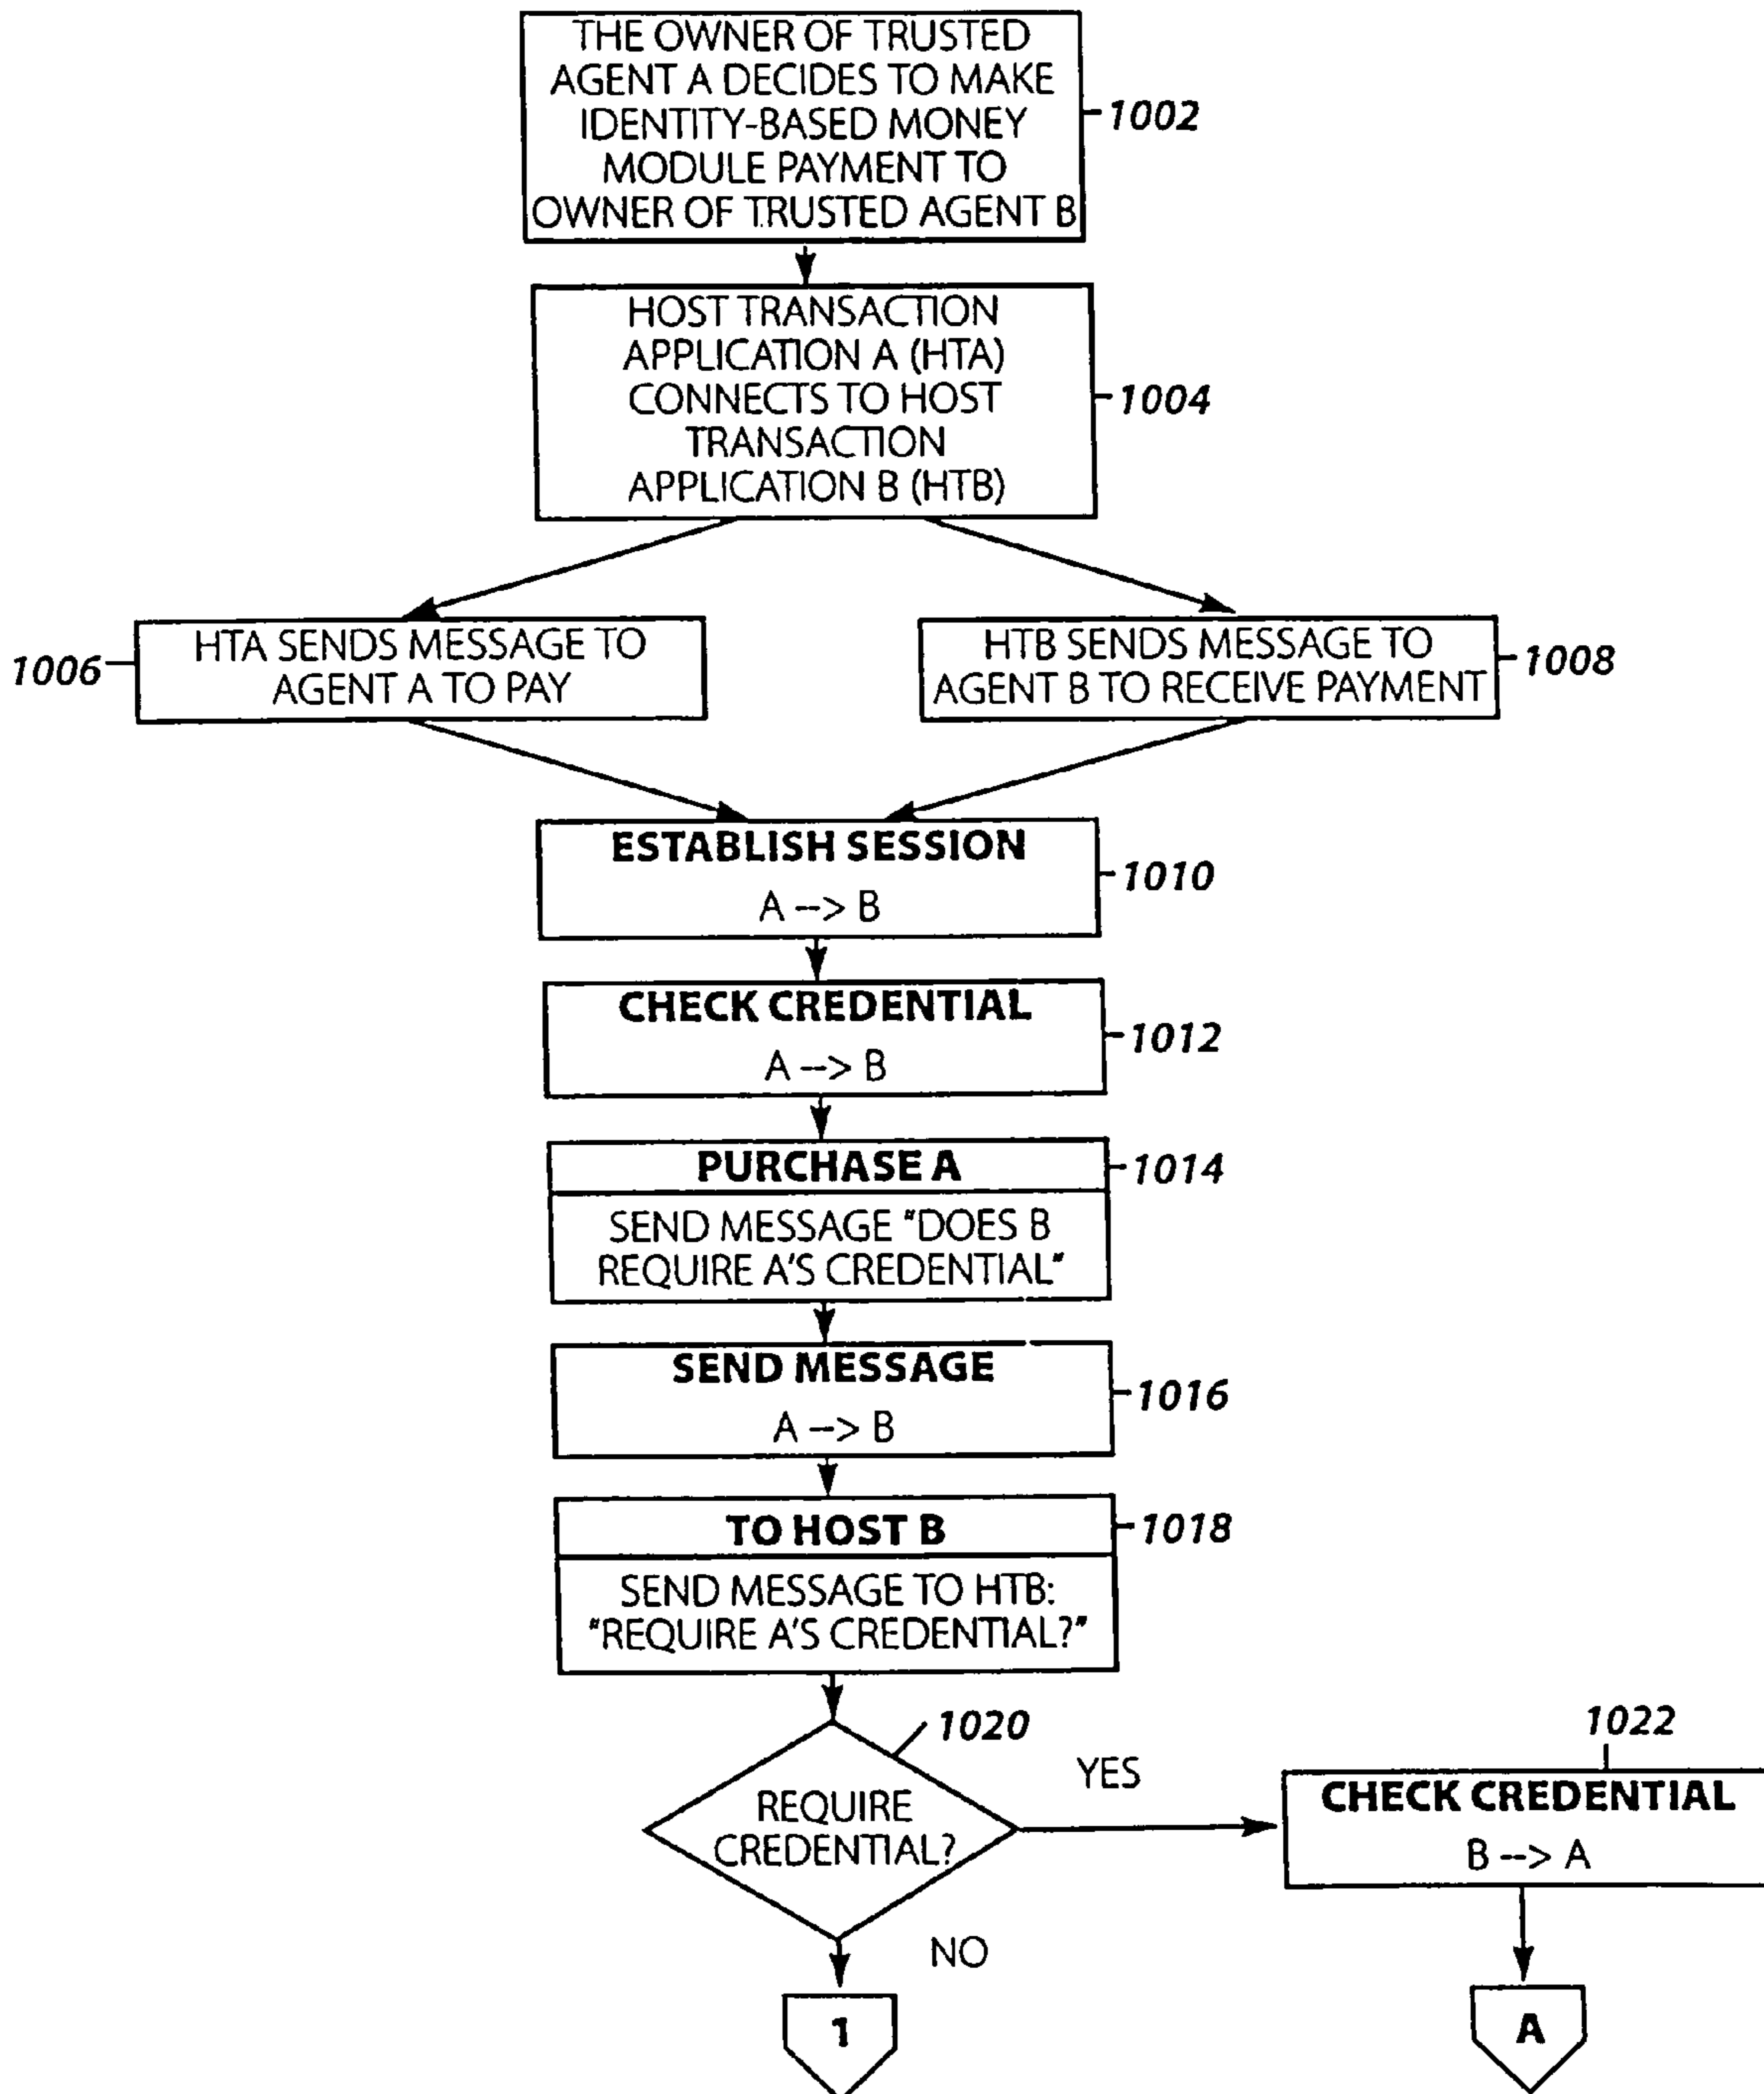 THE OWNER OF TRUSTED
AGENT A DECIDES TO MAKE
IDENTITY-BASED MONEY
MODULE PAYMENT TO
OWNER OF TRUSTED AGENT B
1002
HOST TRANSACTION
APPLICATION A (HTA)
CONNECTS TO HOST
TRANSACTION
APPLICATION B (HTB)
1004
1006
HTA SENDS MESSAGE TO
AGENT A TO PAY
HTB SENDS MESSAGE TO
AGENT B TO RECEIVE PAYMENT
1008
ESTABLISH SESSION
A --> B
1010
CHECK CREDENTIAL
A --> B
1012
PURCHASE A
1014
SEND MESSAGE "DOES B
REQUIRE A'S CREDENTIAL"
SEND MESSAGE
A --> B
1016
TO HOST B
1018
SEND MESSAGE TO HTB:
"REQUIRE A'S CREDENTIAL?"
1020
REQUIRE
CREDENTIAL?
YES
1022
CHECK CREDENTIAL
B --> A
NO
1
A